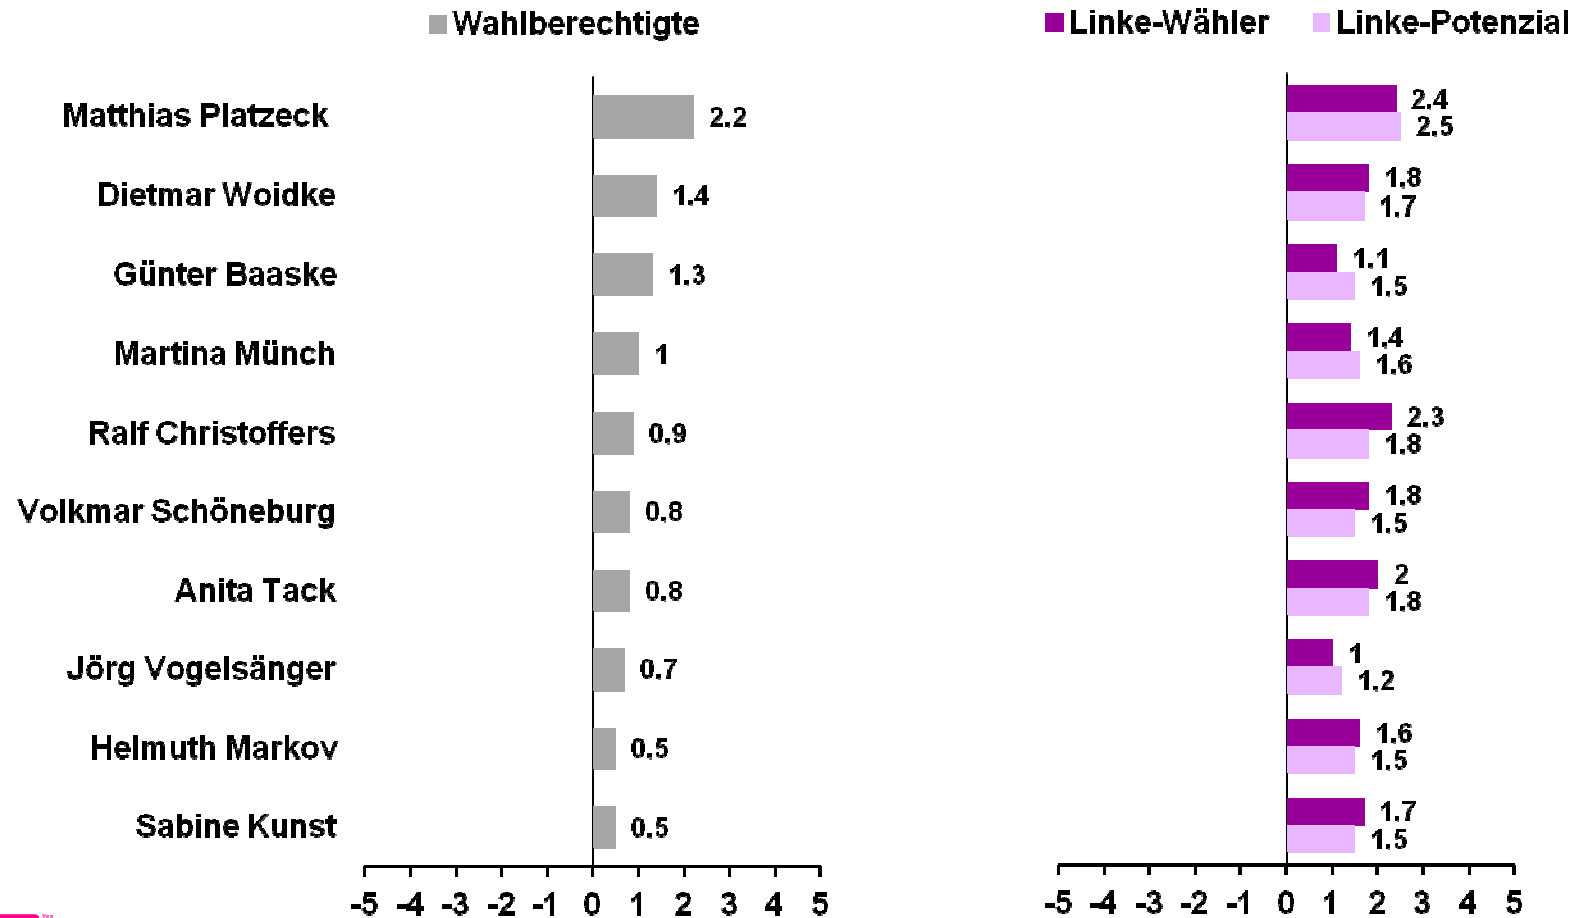 Wahlberechtigte
Linke-Wähler Linke-Potenzial
Matthias Platzeck 2.2 2.4
2.5
Dietmar Woidke 1.4 1.8
1.7
Günter Baaske 1.3 1.1
1.5
Martina Münch 1 1.4
1.6
Ralf Christoffers 0.9 2.3
1.8
Volkmar Schöneburg 0.8 1.8
1.5
Anita Tack 0.8 2
1.8
Jörg Vogelsänger 0.7 1
1.2
Helmuth Markov 0.5 1.6
1.5
Sabine Kunst 0.5 1.7
1.5
-5 -4 -3 -2 -1 0 1 2 3 4 5
-5 -4 -3 -2 -1 0 1 2 3 4 5